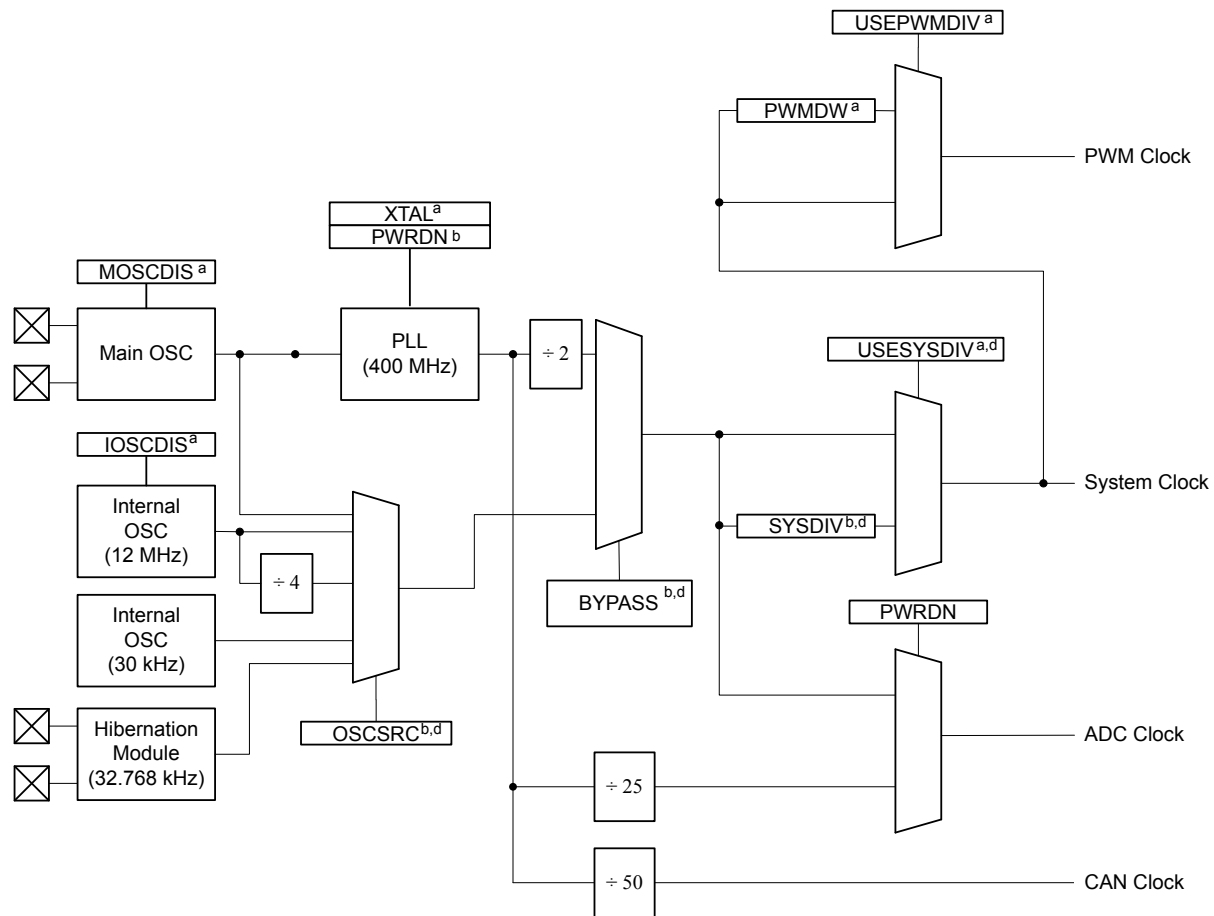 USEPWMDIV a
PWMDW a
PWM Clock
XTAL a
PWRDN b
MOSCDIS a
Main OSC
PLL
(400 MHz)
÷ 2
USESYSDIV a,d
IOSCDIS a
Internal
OSC
(12 MHz)
÷ 4
System Clock
SYSDIV b,d
BYPASS b,d
Internal
OSC
(30 kHz)
PWRDN
OSCSRC b,d
Hibernation
Module
(32.768 kHz)
ADC Clock
÷ 25
÷ 50
CAN Clock